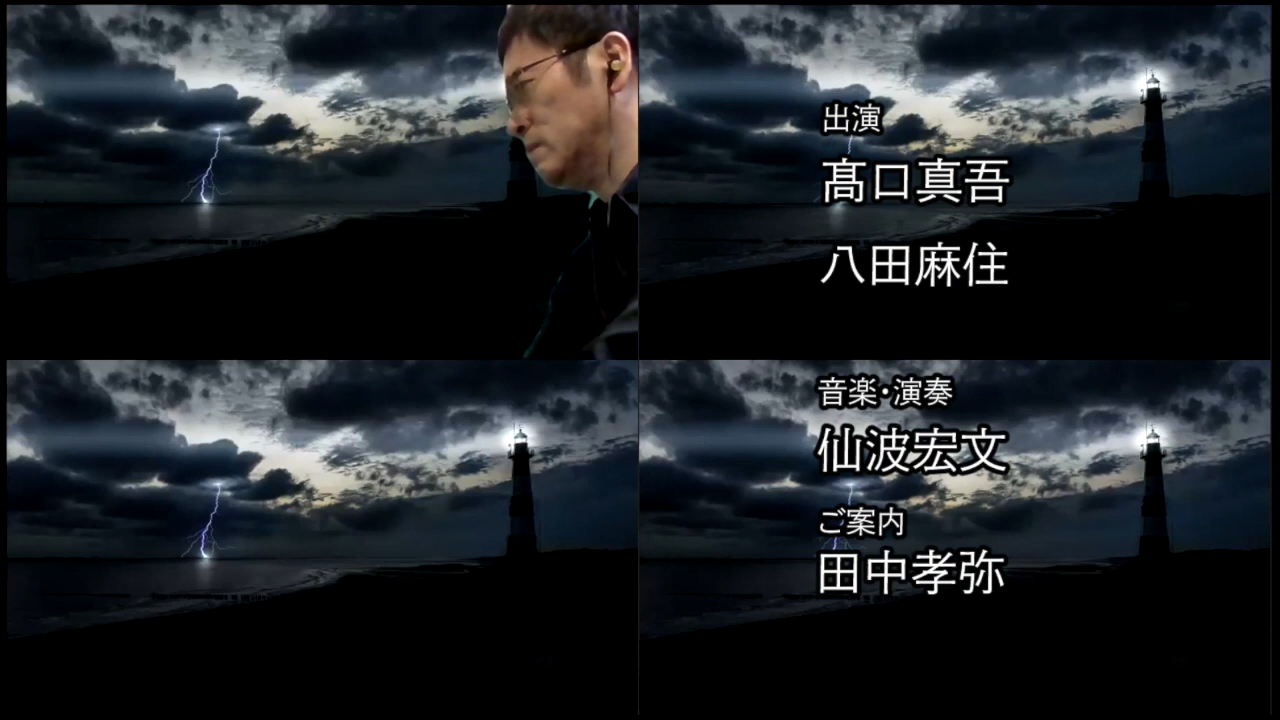 出演
髙口真吾
八田麻住
音楽・演奏
仙波宏文
ご案内
田中孝弥